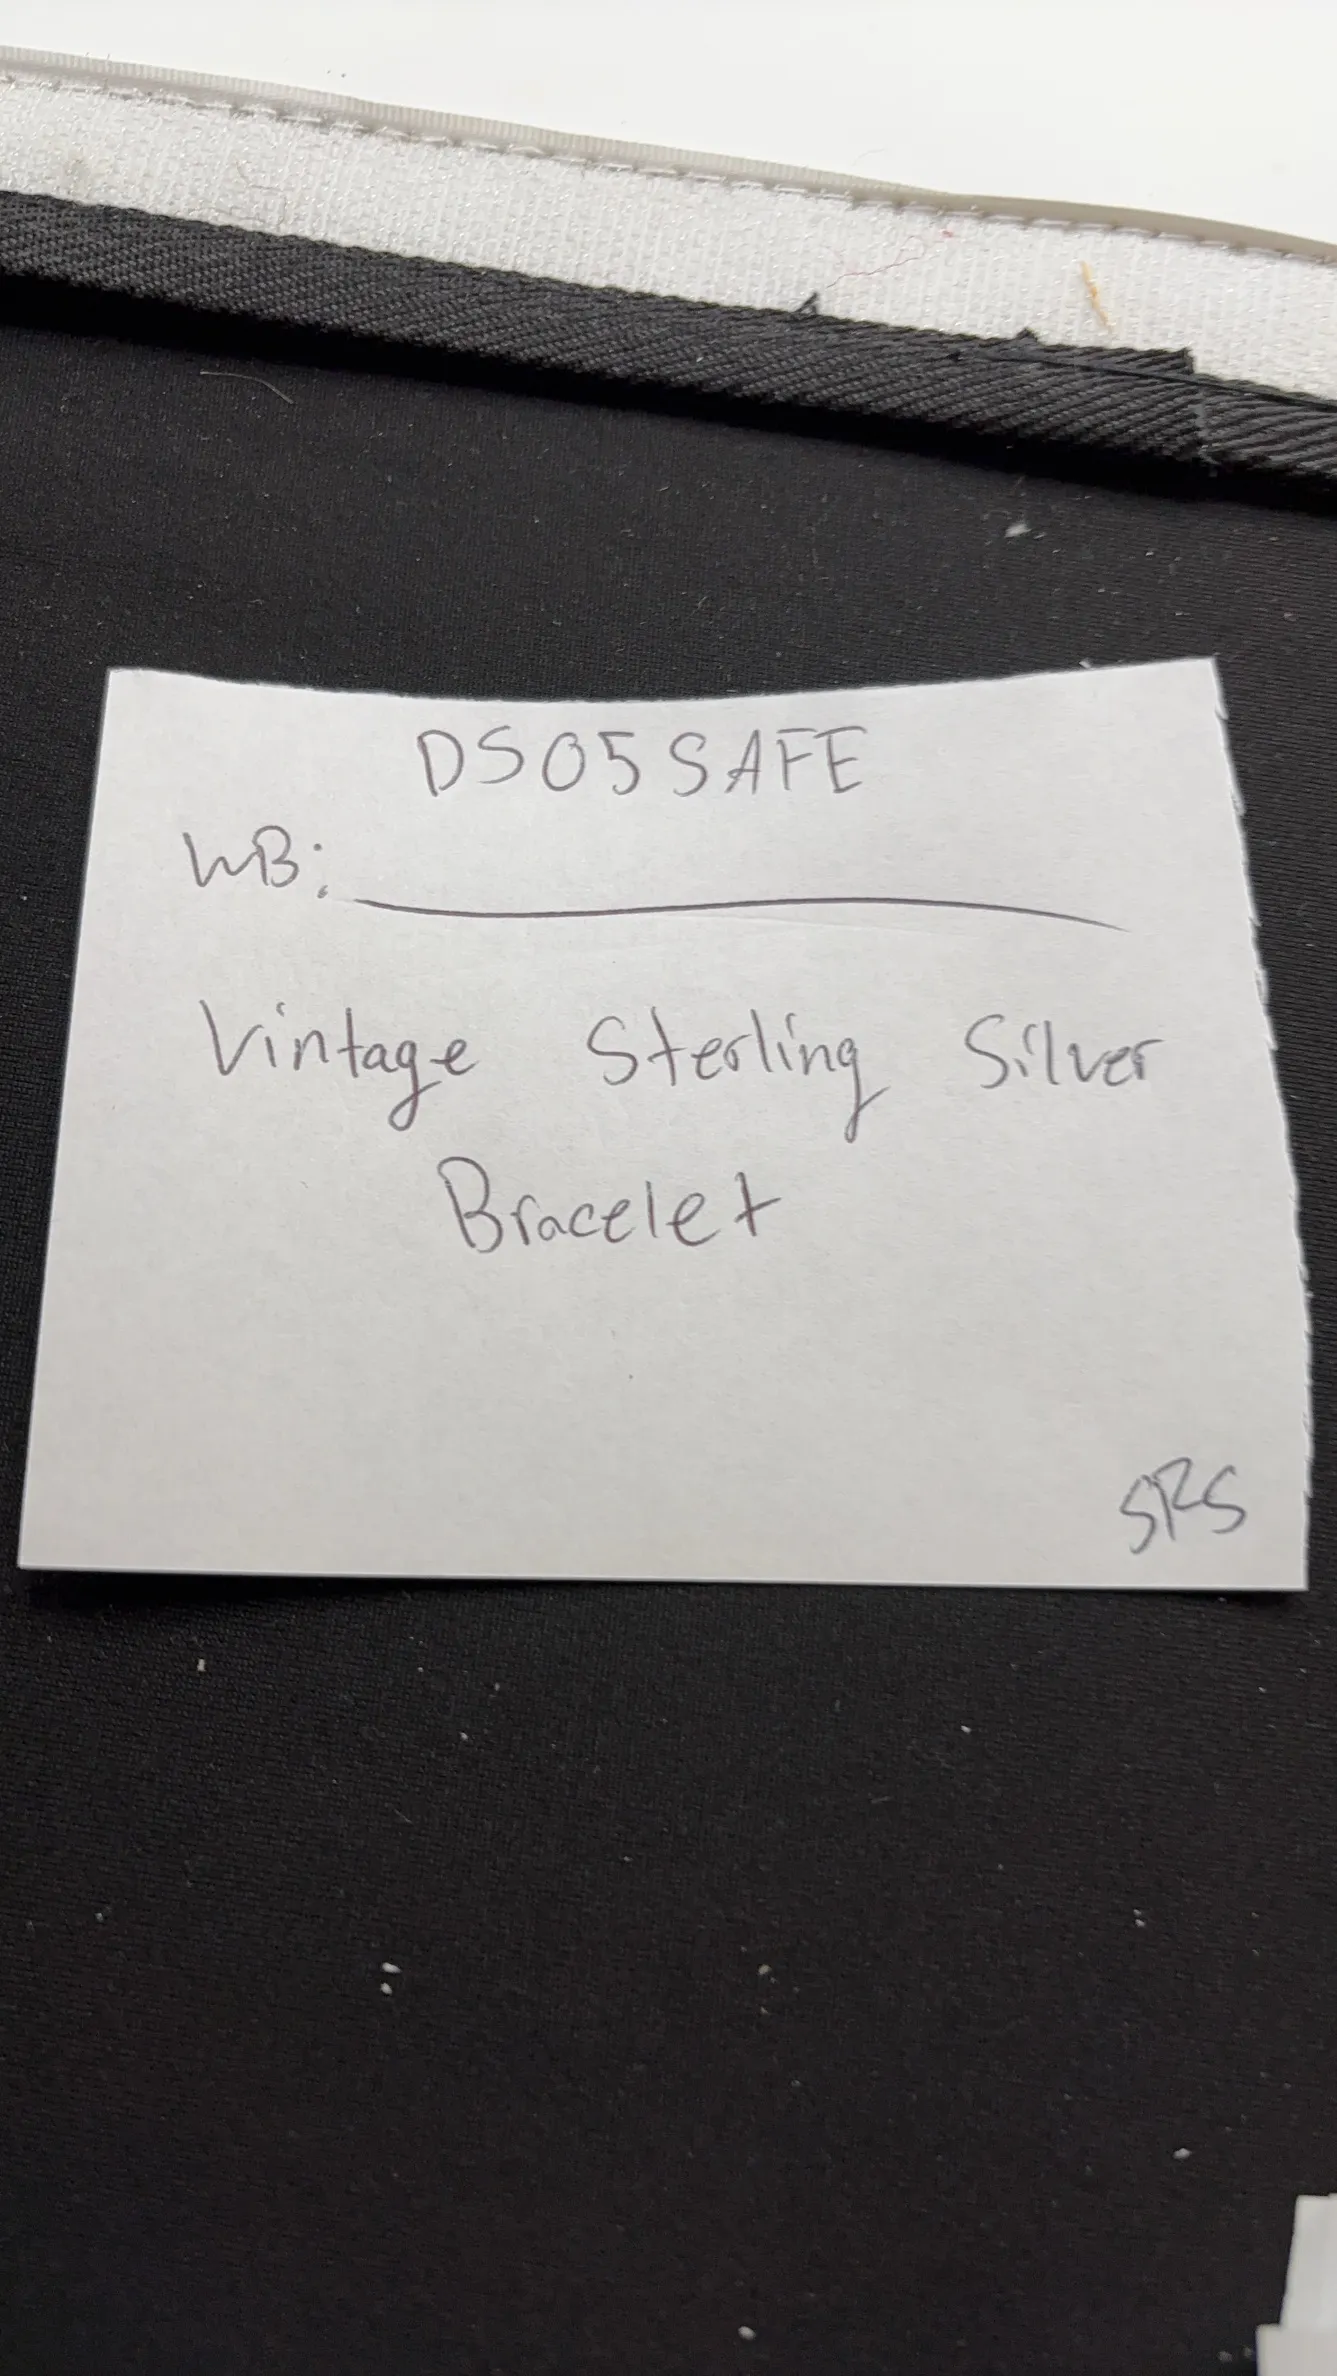 DS05SAFE
WB:
Vintage Sterling Silver
Bracelet
SRS